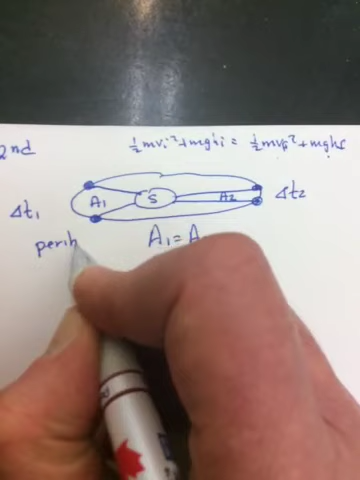 2nd
½mvi²+mghi = ½mvf²+mghf
A1 S A2
Δt1 Δt2
perih A1=A